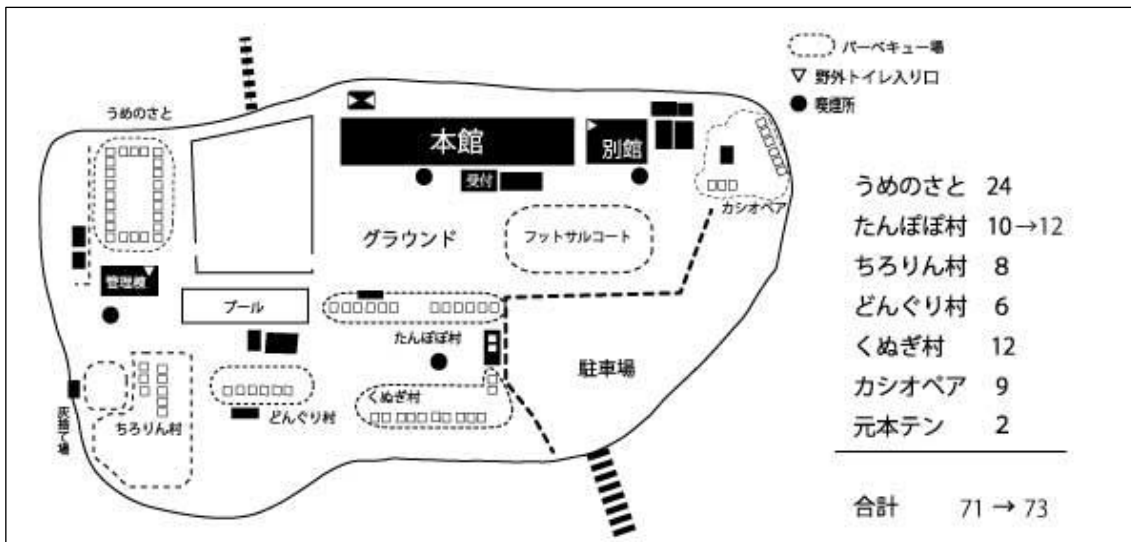 バーベキュー場
野外トイレ入り口
喫煙所
うめのさと
本館
別館
受付
カシオペア
グラウンド
フットサルコート
管理棟
プール
たんぽぽ村
駐車場
くぬぎ村
どんぐり村
ちろりん村
灰捨て場
うめのさと 24
たんぽぽ村 10→12
ちろりん村 8
どんぐり村 6
くぬぎ村 12
カシオペア 9
元本テン 2
合計 71 → 73